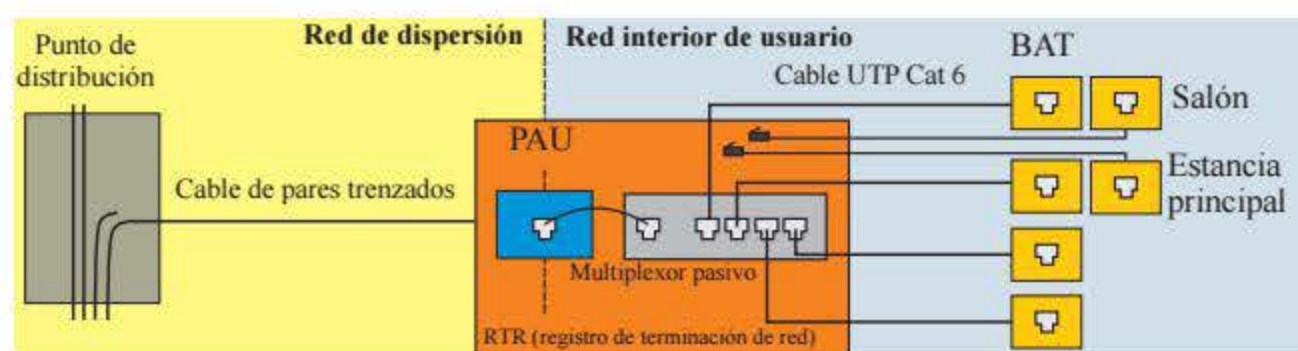 Punto de
distribución
Red de dispersión
Red interior de usuario
BAT
Cable UTP Cat 6
Salón
PAU
Estancia
principal
Cable de pares trenzados
Multiplexor pasivo
RTR (registro de terminación de red)